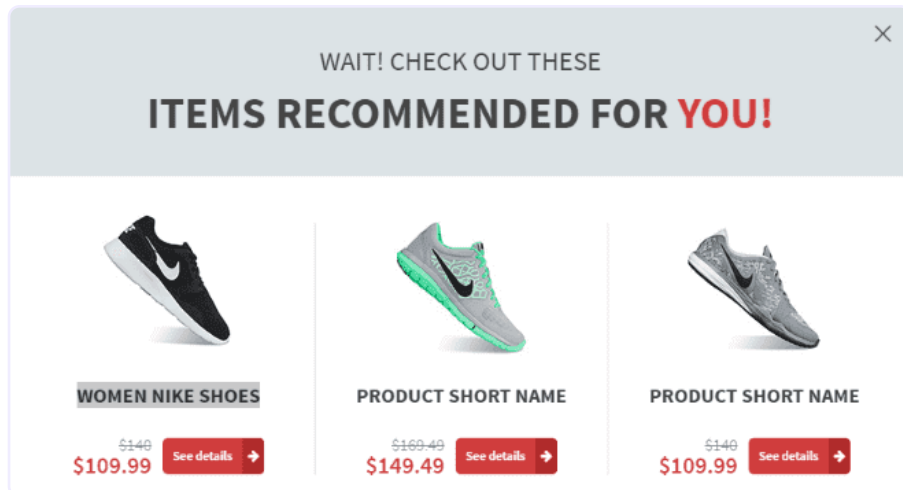 WAIT! CHECK OUT THESE
ITEMS RECOMMENDED FOR YOU!
WOMEN NIKE SHOES
PRODUCT SHORT NAME
PRODUCT SHORT NAME
$140
$109.99
See details
$169.49
$149.49
See details
$140
$109.99
See details